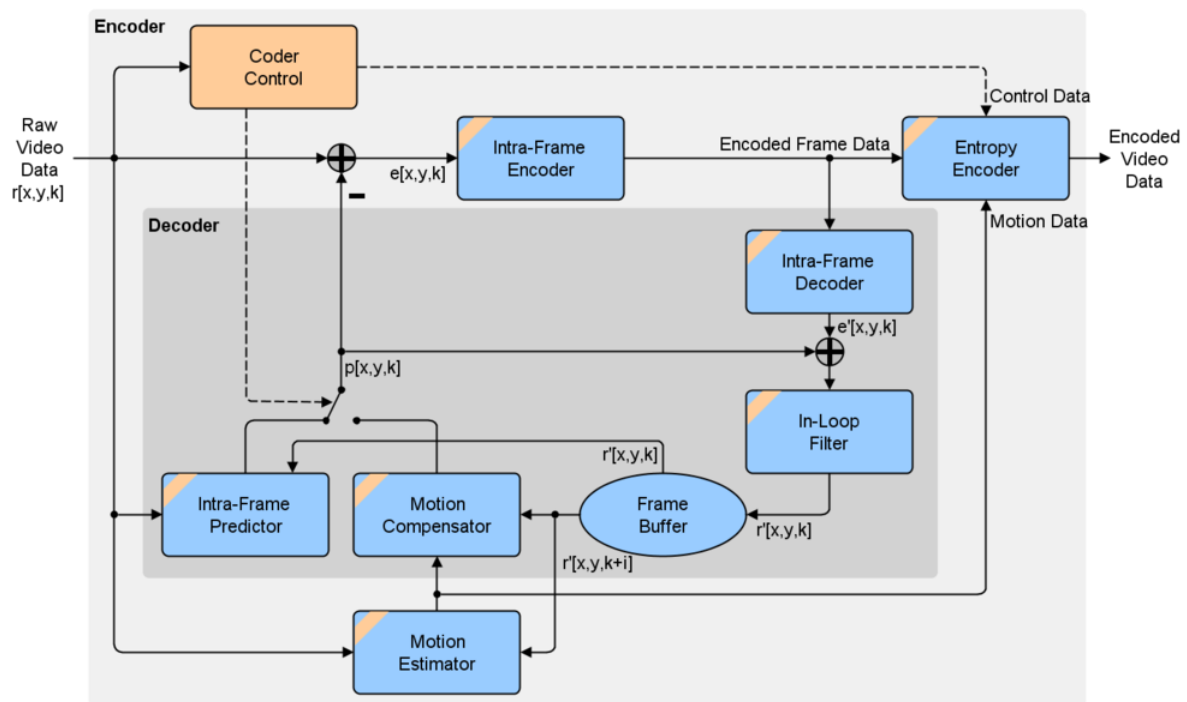 Encoder
Coder
Control
Control Data
Raw
Video
Data
r[x,y,k]
e[x,y,k]
Intra-Frame
Encoder
Encoded Frame Data
Entropy
Encoder
Encoded
Video
Data
Motion Data
Decoder
Intra-Frame
Decoder
e'[x,y,k]
p[x,y,k]
In-Loop
Filter
r'[x,y,k]
Intra-Frame
Predictor
Motion
Compensator
Frame
Buffer
r'[x,y,k]
r'[x,y,k+i]
Motion
Estimator